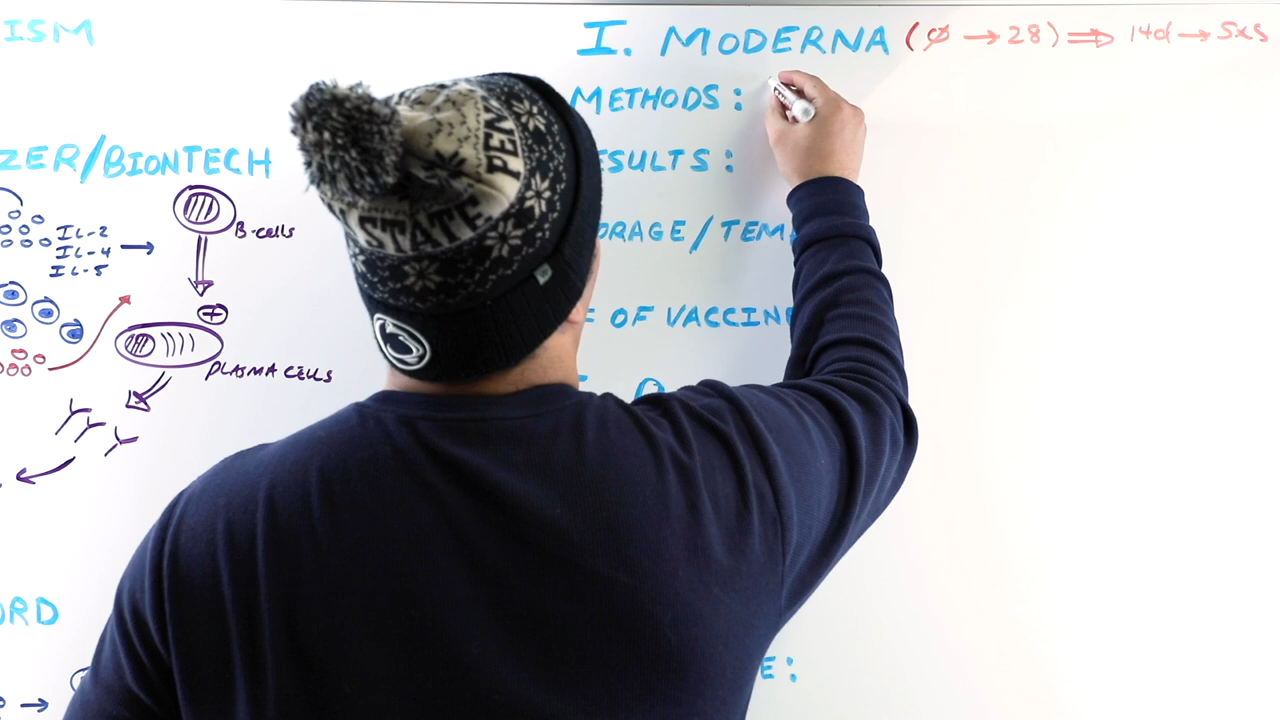 ISM
ZER/BIONTECH
IL-2
IL-4
IL-5
B-cells
PLASMA CELLS
ORD
PEN
STATE
I. MODERNA (ø → 28) ⇒ 14d → Sxs
METHODS:
ESULTS:
ORAGE/TEM
OF VACCINE
E: